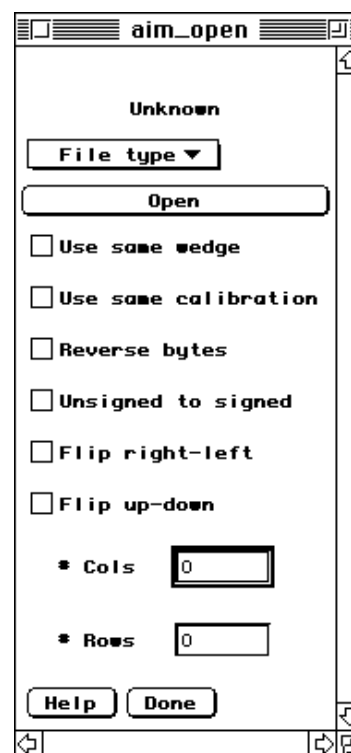 aim_open
Unknown
File type ▼
Open
Use same wedge
Use same calibration
Reverse bytes
Unsigned to signed
Flip right-left
Flip up-down
# Cols 0
# Rows 0
Help Done